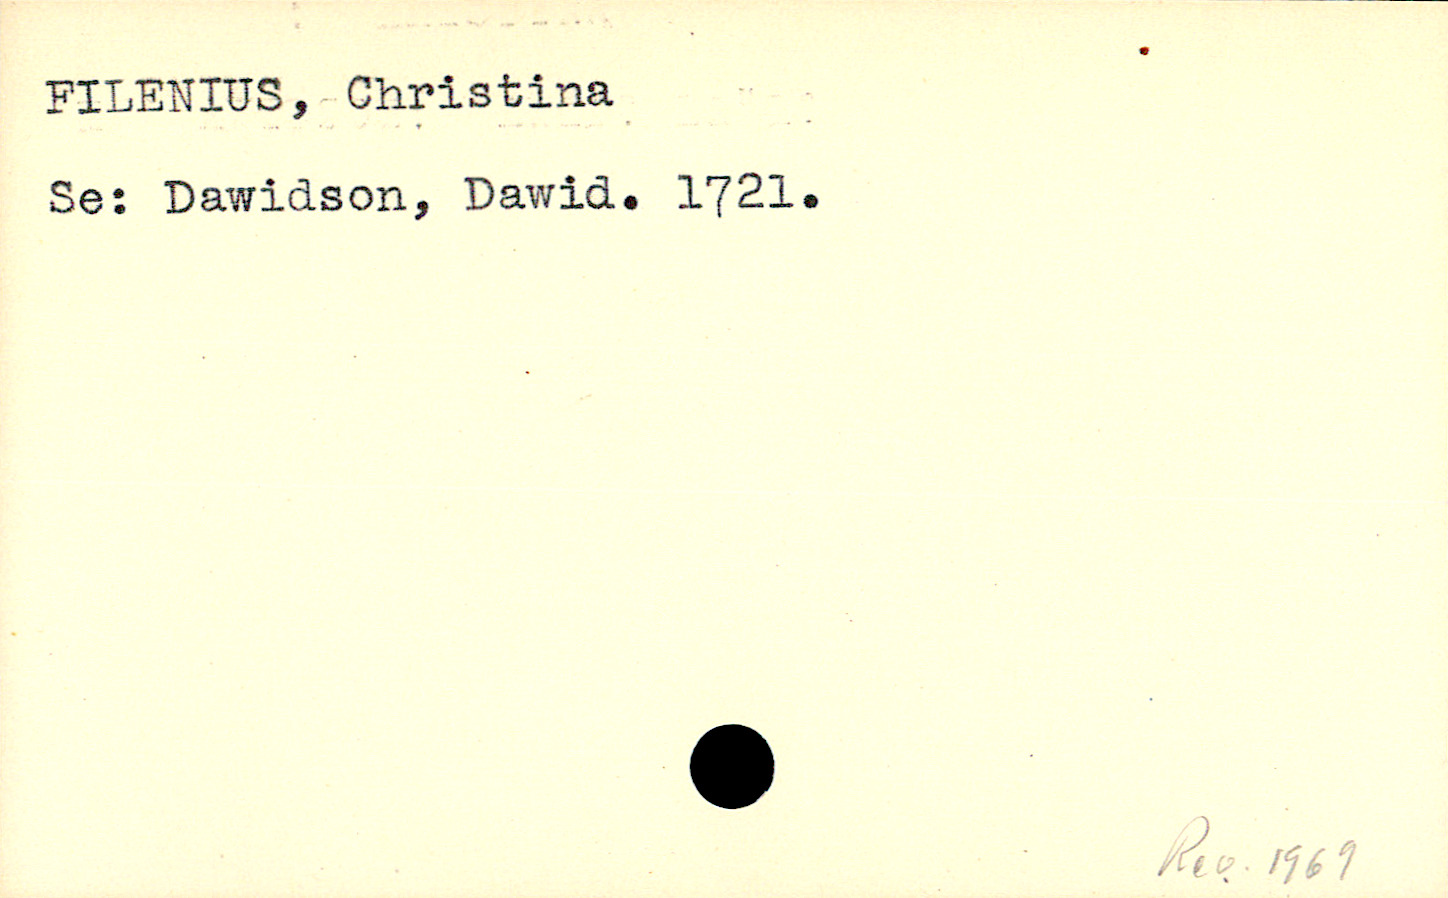 FILENIUS, Christina
Se: Dawidson, Dawid. 1721.
Rev. 1969